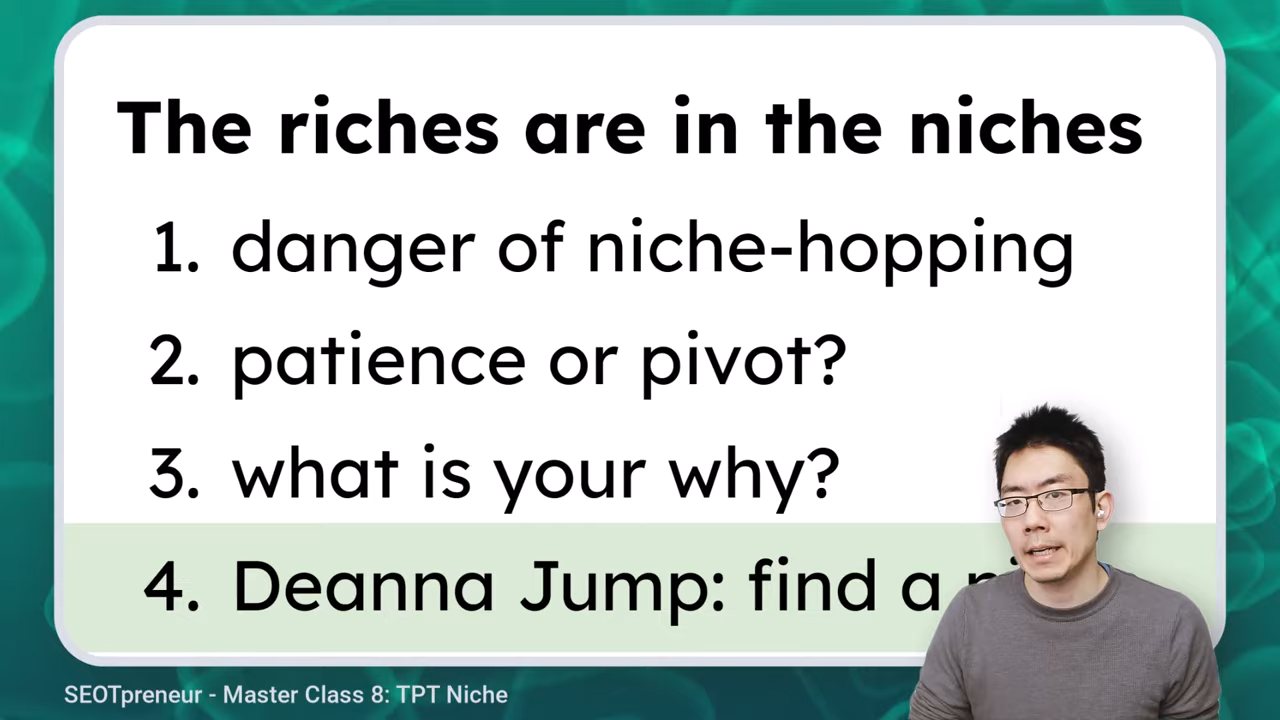 The riches are in the niches
1. danger of niche-hopping
2. patience or pivot?
3. what is your why?
4. Deanna Jump: find a
SEOTpreneur - Master Class 8: TPT Niche